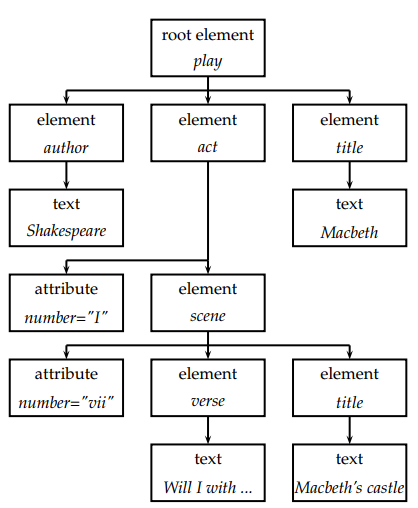 root element
play
element
author
element
act
element
title
text
Shakespeare
text
Macbeth
attribute
number="I"
element
scene
attribute
number="vii"
element
verse
element
title
text
Will I with ...
text
Macbeth's castle